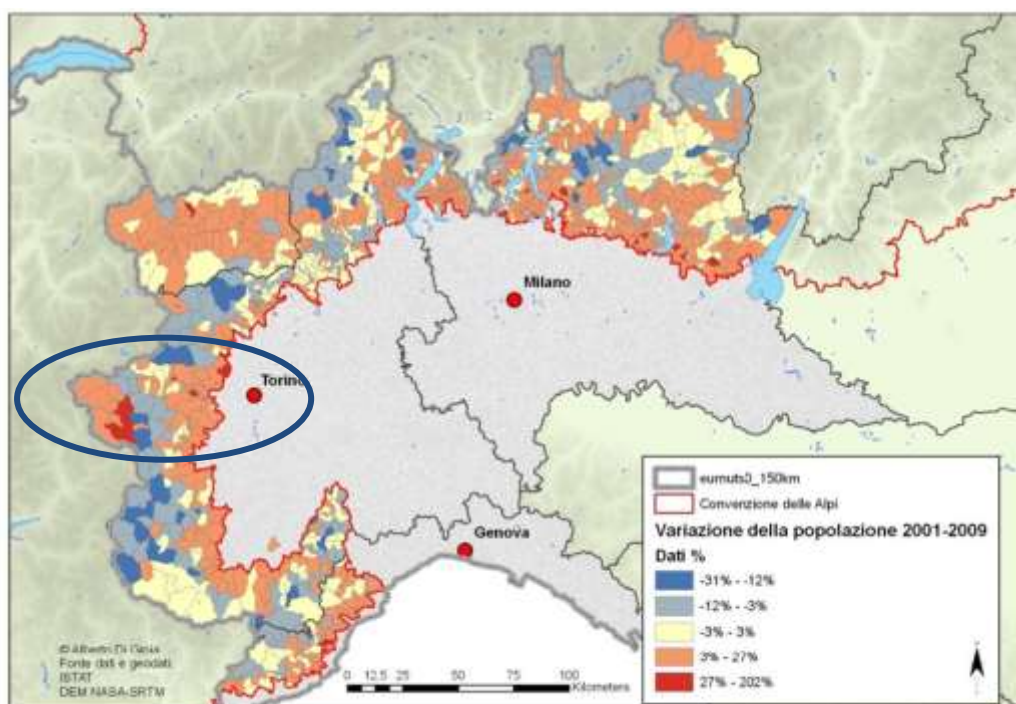 Milano
Torino
Genova
eurnuts0_150km
Convenzione delle Alpi
Variazione della popolazione 2001-2009
Dati %
-31% - -12%
-12% - -3%
-3% - 3%
3% - 27%
27% - 202%
© Alberto Di Gioia
Fonte dati e geodati:
ISTAT
DEM NASA-SRTM
0 12,5 25 50 75 100
Kilometers